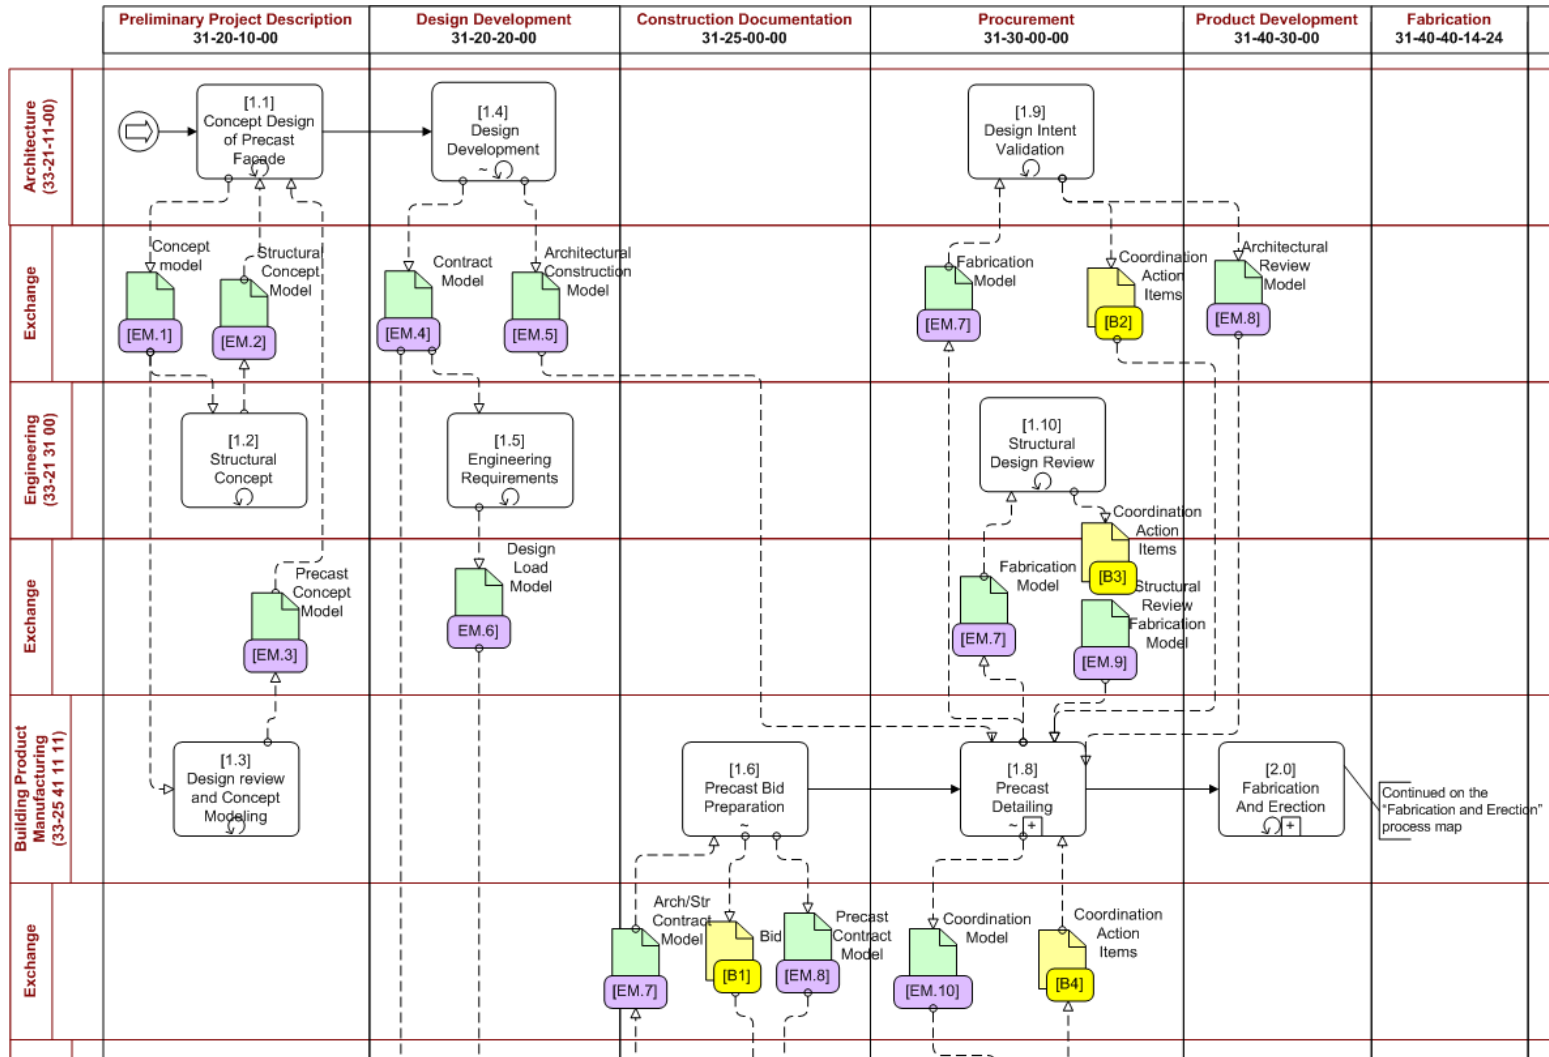 Preliminary Project Description
31-20-10-00
Design Development
31-20-20-00
Construction Documentation
31-25-00-00
Procurement
31-30-00-00
Product Development
31-40-30-00
Fabrication
31-40-40-14-24
Architecture
(33-21-11-00)
[1.1]
Concept Design
of Precast
Façade
[1.4]
Design
Development
~
[1.9]
Design Intent
Validation
Exchange
Concept
model
[EM.1]
Structural
Concept
Model
[EM.2]
Contract
Model
[EM.4]
Architectural
Construction
Model
[EM.5]
Fabrication
Model
[EM.7]
Coordination
Action
Items
[B2]
Architectural
Review
Model
[EM.8]
Engineering
(33-21 31 00)
[1.2]
Structural
Concept
[1.5]
Engineering
Requirements
[1.10]
Structural
Design Review
Coordination
Action
Items
[B3]
Exchange
Precast
Concept
Model
[EM.3]
Design
Load
Model
EM.6]
Fabrication
Model
[EM.7]
Structural
Review
Fabrication
Model
[EM.9]
Building Product
Manufacturing
(33-25 41 11 11)
[1.3]
Design review
and Concept
Modeling
[1.6]
Precast Bid
Preparation
~
[1.8]
Precast
Detailing
~ +
[2.0]
Fabrication
And Erection
+
Continued on the
"Fabrication and Erection"
process map
Exchange
Arch/Str
Contract
Model
[EM.7]
Bid
[B1]
Precast
Contract
Model
[EM.8]
Coordination
Model
[EM.10]
Coordination
Action
Items
[B4]